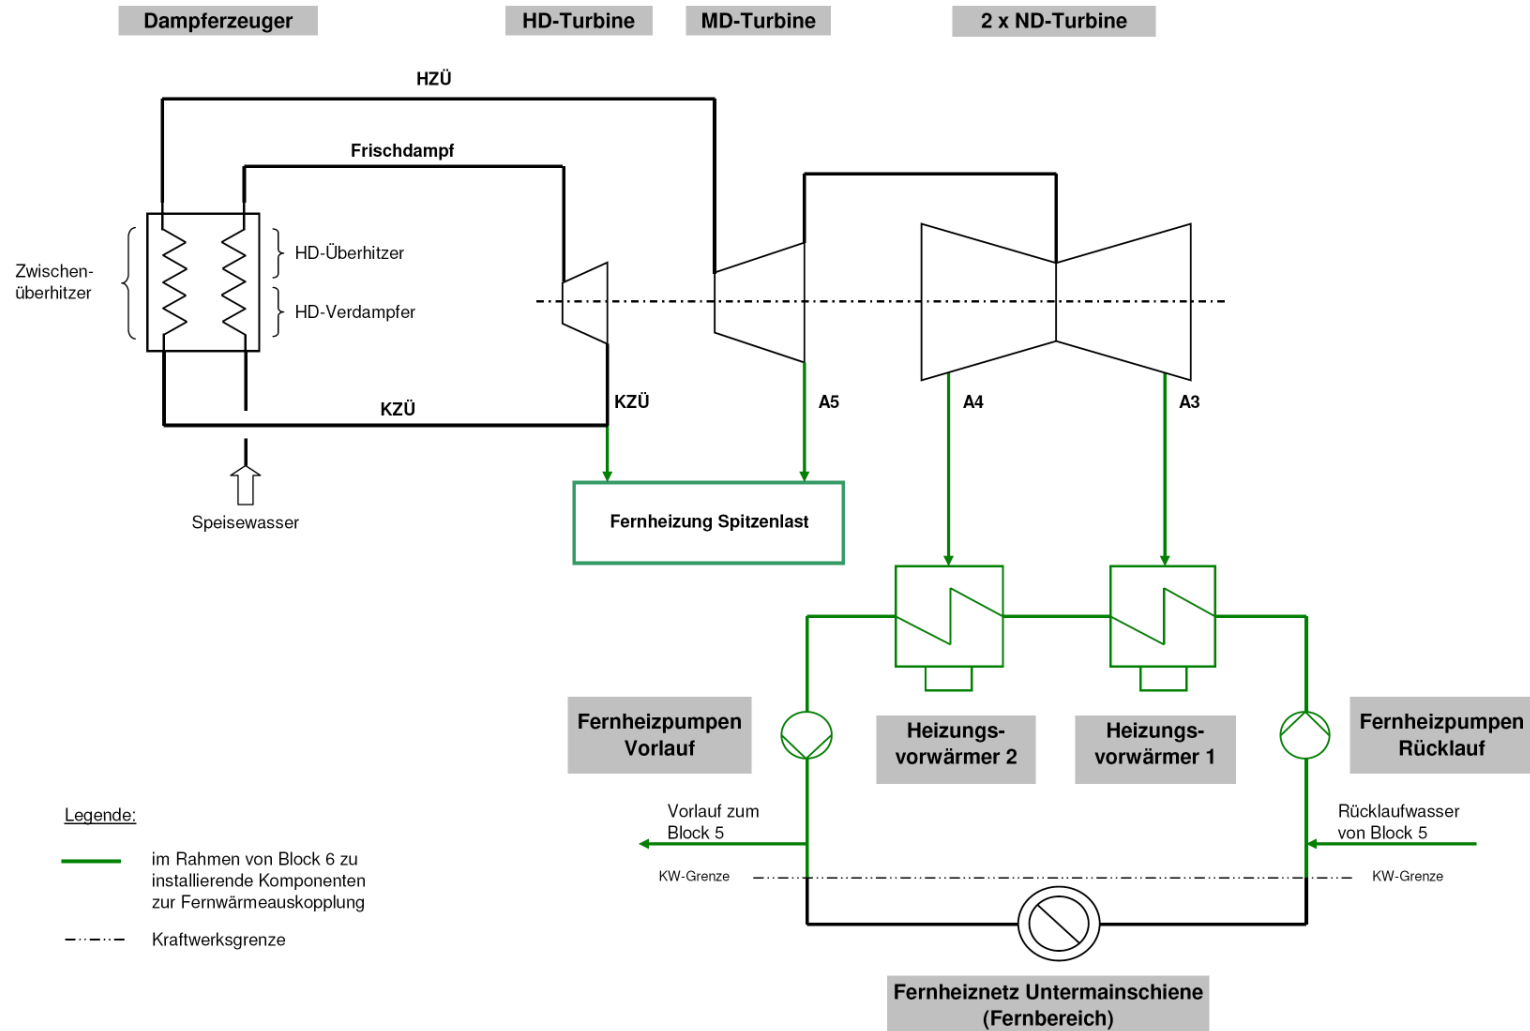 Dampferzeuger
HD-Turbine
MD-Turbine
2 x ND-Turbine
HZÜ
Frischdampf
Zwischen-
überhitzer
HD-Überhitzer
HD-Verdampfer
KZÜ
KZÜ
A5
A4
A3
Speisewasser
Fernheizung Spitzenlast
Fernheizpumpen
Vorlauf
Heizungs-
vorwärmer 2
Heizungs-
vorwärmer 1
Fernheizpumpen
Rücklauf
Vorlauf zum
Block 5
Rücklaufwasser
von Block 5
KW-Grenze
KW-Grenze
Legende:
im Rahmen von Block 6 zu
installierende Komponenten
zur Fernwärmeauskopplung
Kraftwerksgrenze
Fernheiznetz Untermainschiene
(Fernbereich)